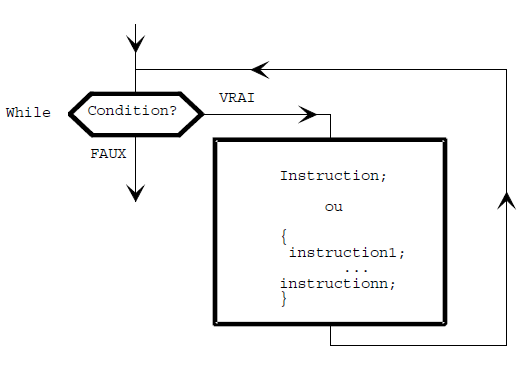 VRAI
While
Condition?
FAUX
Instruction;
ou
{
instruction1;
...
instructionn;
}